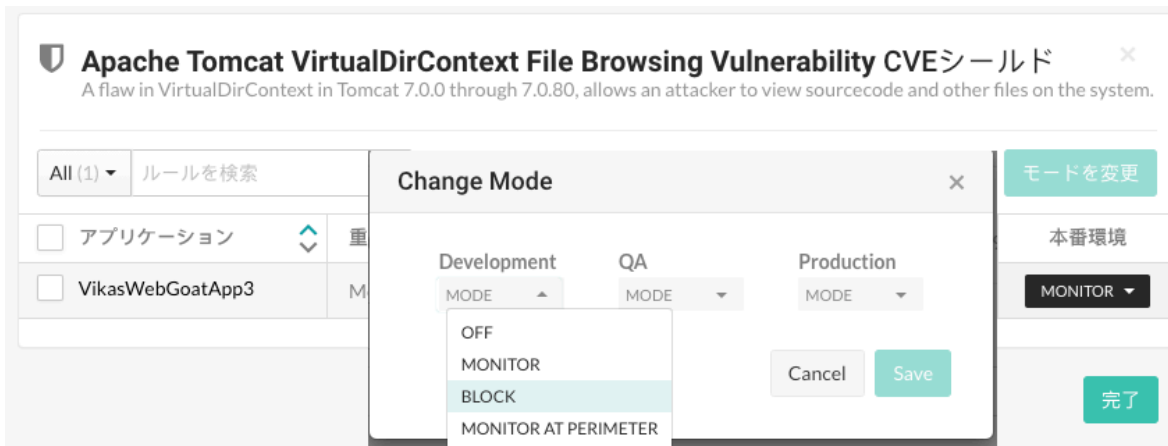 Apache Tomcat VirtualDirContext File Browsing Vulnerability CVEシールド
A flaw in VirtualDirContext in Tomcat 7.0.0 through 7.0.80, allows an attacker to view sourcecode and other files on the system.
All (1) ルールを検索
モードを変更
Change Mode
アプリケーション 重
本番環境
Development QA Production
VikasWebGoatApp3
MODE MODE MODE
MONITOR
OFF
MONITOR
BLOCK
MONITOR AT PERIMETER
Cancel Save
完了